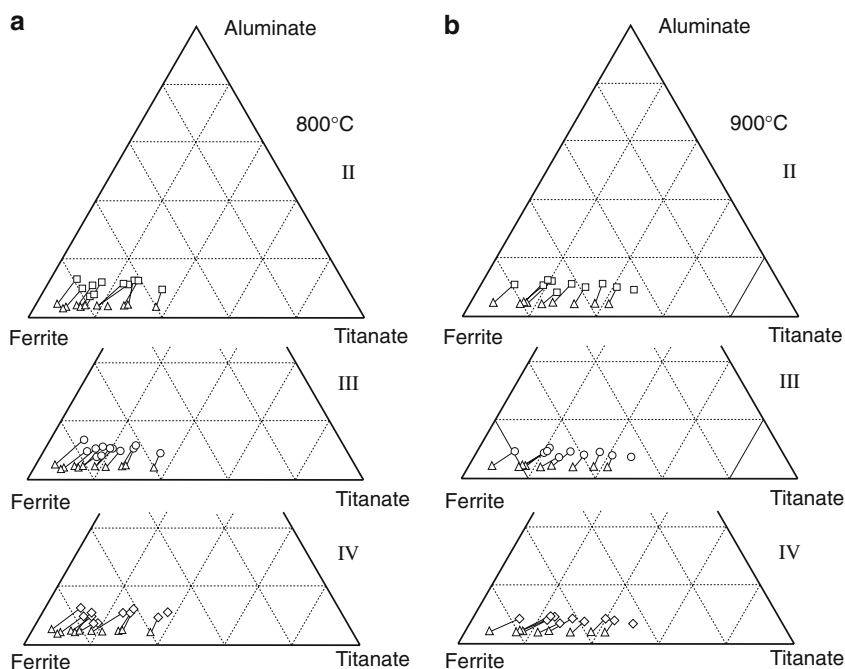 a
Aluminate
800°C
II
Ferrite
Titanate
III
Ferrite
Titanate
IV
Ferrite
Titanate
b
Aluminate
900°C
II
Ferrite
Titanate
III
Ferrite
Titanate
IV
Ferrite
Titanate